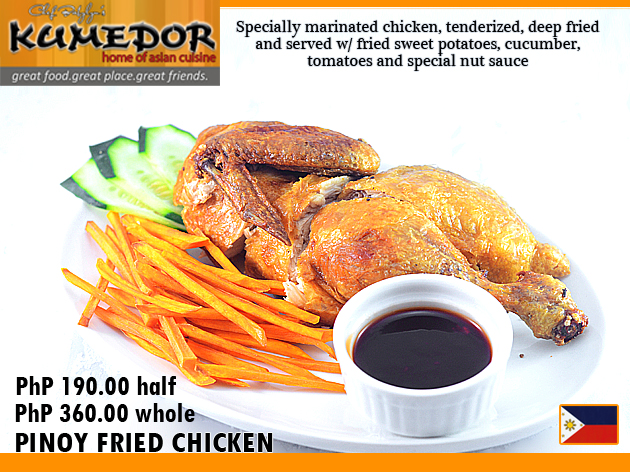 KUMEDOR
home of asian cuisine
great food.great place.great friends.
Specially marinated chicken, tenderized, deep fried
and served w/ fried sweet potatoes, cucumber,
tomatoes and special nut sauce
PhP 190.00 half
PhP 360.00 whole
PINOY FRIED CHICKEN